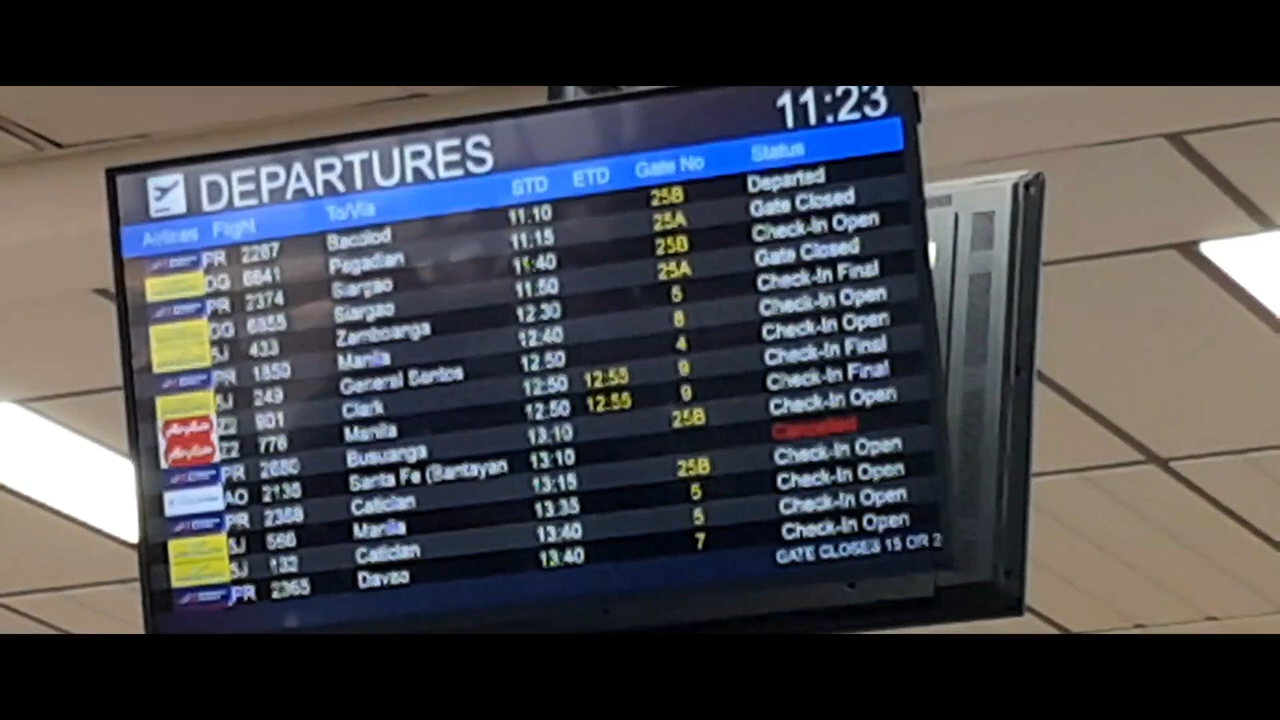 11:23
DEPARTURES
Airlines Flight To/Via STD ETD Gate No Status
PR 2287 Bacolod 11:10 25B Departed
DG 6841 Pagadian 11:15 25A Gate Closed
PR 2374 Siargao 11:40 25B Check-In Open
DG 6855 Siargao 11:50 25A Gate Closed
5J 433 Zamboanga 12:30 5 Check-In Final
PR 1850 Manila 12:40 Check-In Open
5J 249 General Santos 12:50 4 Check-In Open
AirAsia Z2 901 Clark 12:50 12:55 9 Check-In Final
AirAsia Z2 776 Manila 12:50 12:55 9 Check-In Final
PR 2680 Busuanga 13:10 25B Check-In Open
Santa Fe (Bantayan 13:10 Cancelled
PR 2368 Caticlan 13:15 25B Check-In Open
5J Manila 13:35 5 Check-In Open
5J 132 Caticlan 13:40 5 Check-In Open
PR 2365 Davao 13:40 7 Check-In Open
GATE CLOSES 15 OR 2